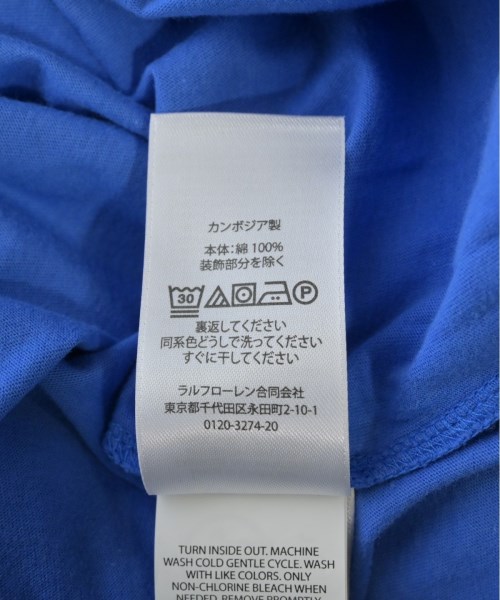 カンボジア製
本体：綿 100%
装飾部分を除く
30 P
裏返してください
同系色どうしで洗ってください
すぐに干してください
ラルフローレン合同会社
東京都千代田区永田町2-10-1
0120-3274-20
TURN INSIDE OUT. MACHINE
WASH COLD GENTLE CYCLE. WASH
WITH LIKE COLORS. ONLY
NON-CHLORINE BLEACH WHEN
NEEDED. REMOVE PROMPTLY